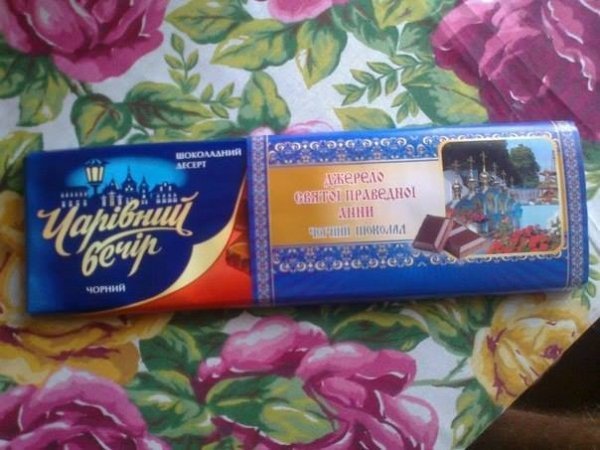 ШОКОЛАДНИЙ
ДЕСЕРТ
Чарівний
вечір
ЧОРНИЙ
ДЖЕРЕЛО
СВЯТОЇ ПРАВЕДНОЇ
АННИ
ЧОРНИЙ ШОКОЛАД